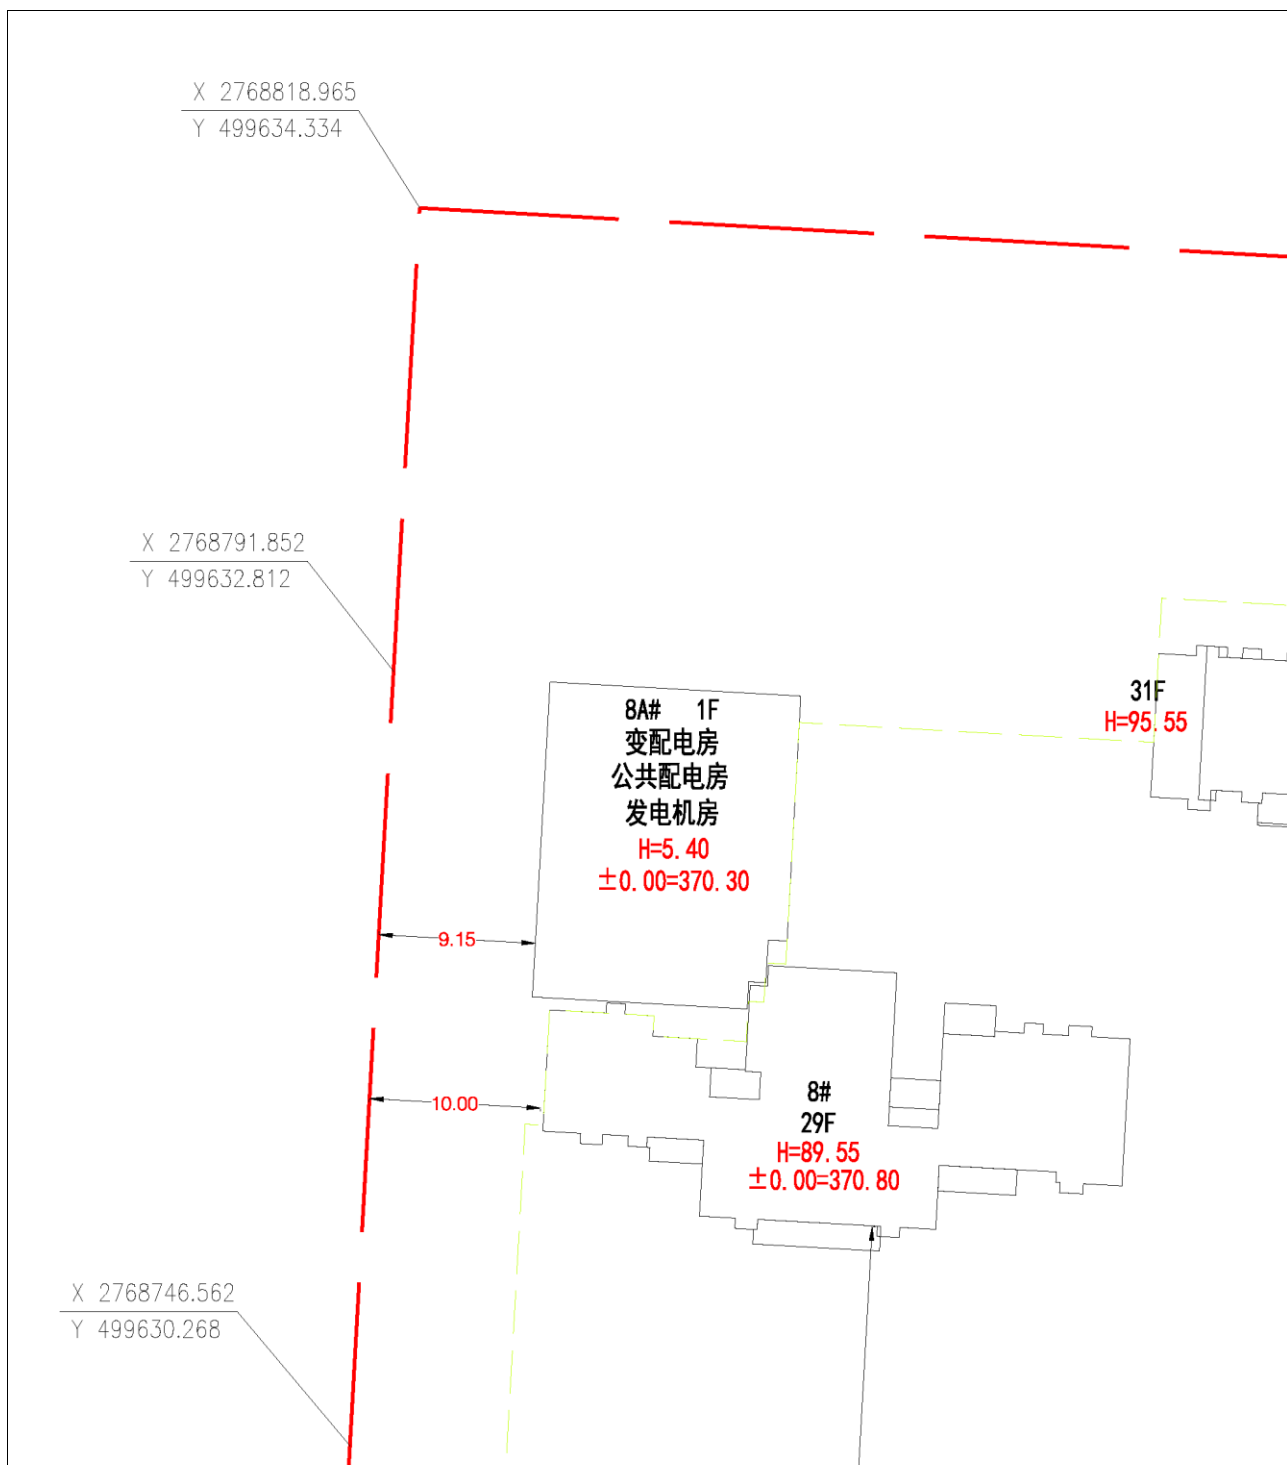 X 2768818.965
Y 499634.334
X 2768791.852
Y 499632.812
8A# 1F
变配电房
公共配电房
发电机房
H=5.40
±0.00=370.30
31F
H=95.55
9.15
10.00
8#
29F
H=89.55
±0.00=370.80
X 2768746.562
Y 499630.268